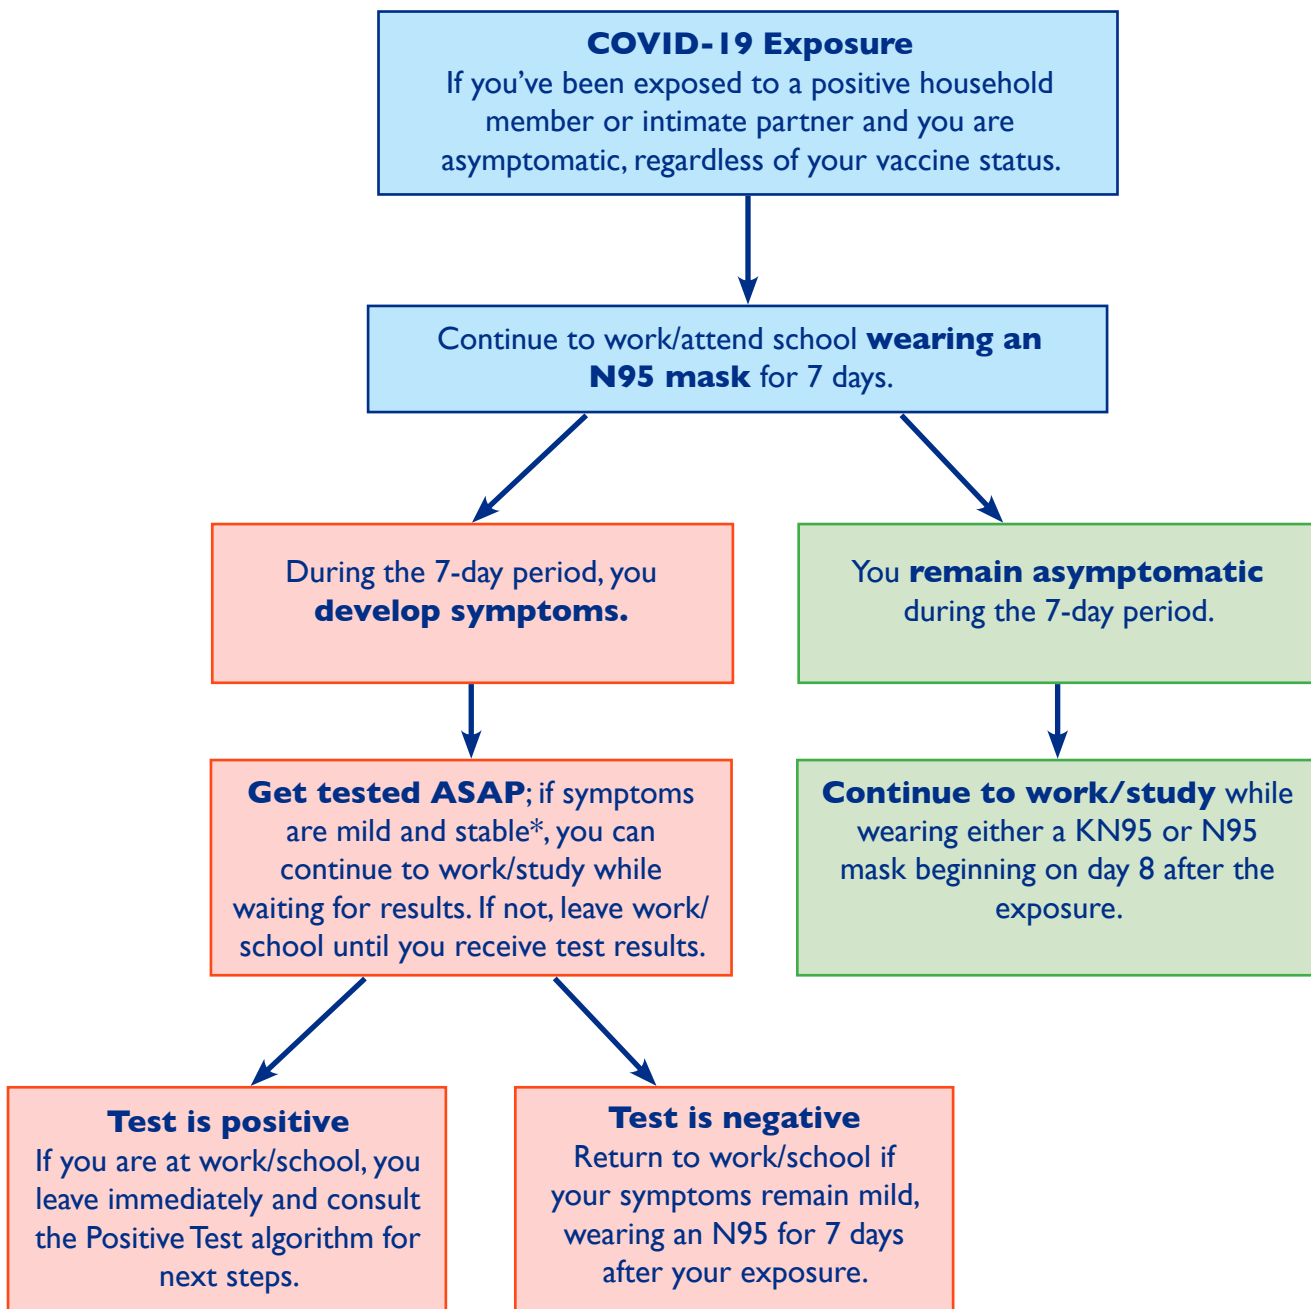 COVID-19 Exposure
If you've been exposed to a positive household
member or intimate partner and you are
asymptomatic, regardless of your vaccine status.
Continue to work/attend school wearing an
N95 mask for 7 days.
During the 7-day period, you
develop symptoms.
You remain asymptomatic
during the 7-day period.
Get tested ASAP; if symptoms
are mild and stable*, you can
continue to work/study while
waiting for results. If not, leave work/
school until you receive test results.
Continue to work/study while
wearing either a KN95 or N95
mask beginning on day 8 after the
exposure.
Test is positive
If you are at work/school, you
leave immediately and consult
the Positive Test algorithm for
next steps.
Test is negative
Return to work/school if
your symptoms remain mild,
wearing an N95 for 7 days
after your exposure.